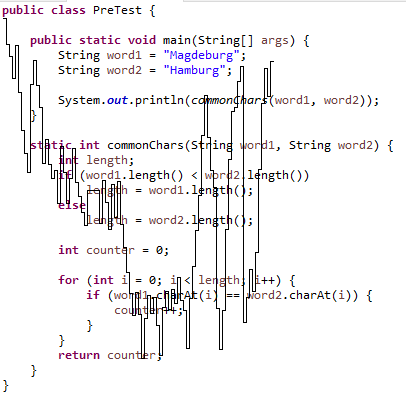 public class PreTest {
public static void main(String[] args) {
String word1 = "Magdeburg";
String word2 = "Hamburg";
System.out.println(commonChars(word1, word2));
}
static int commonChars(String word1, String word2) {
int length;
if (word1.length() < word2.length())
length = word1.length();
else
length = word2.length();
int counter = 0;
for (int i = 0; i < length; i++) {
if (word1.charAt(i) == word2.charAt(i)) {
counter++;
}
}
return counter;
}
}